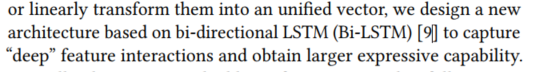 or linearly transform them into an unified vector, we design a new
architecture based on bi-directional LSTM (Bi-LSTM) [9] to capture
“deep” feature interactions and obtain larger expressive capability.